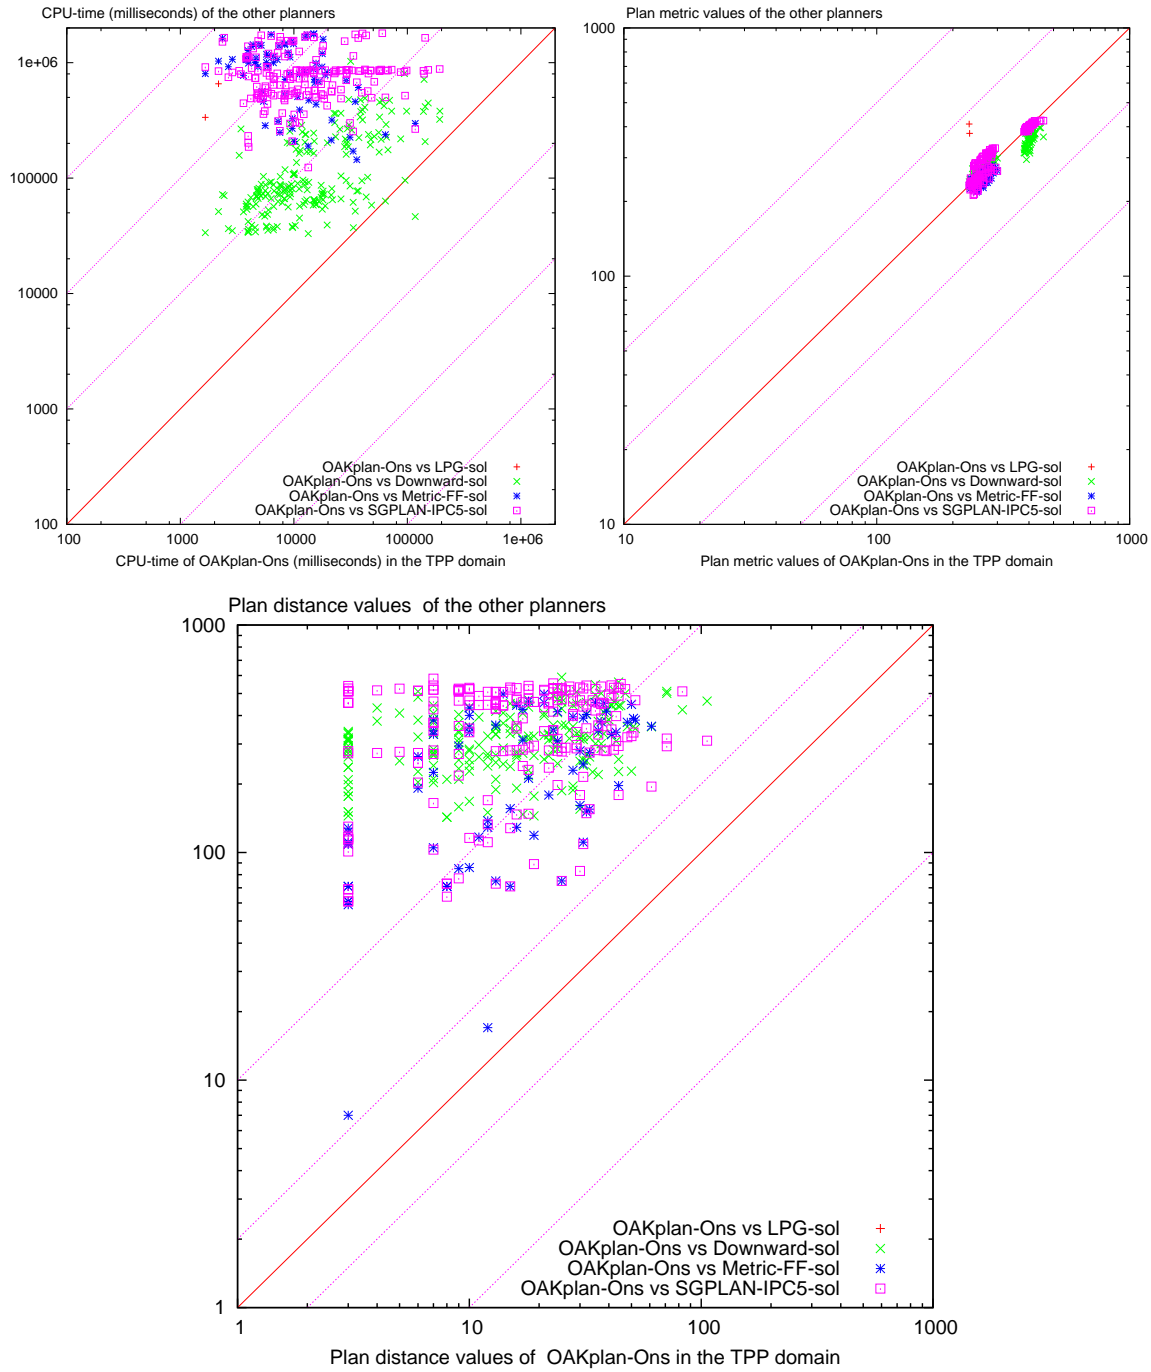 CPU-time (milliseconds) of the other planners
1e+06
100000
10000
1000
100
OAKplan-Ons vs LPG-sol
OAKplan-Ons vs Downward-sol
OAKplan-Ons vs Metric-FF-sol
OAKplan-Ons vs SGPLAN-IPC5-sol
100 1000 10000 100000 1e+06
CPU-time of OAKplan-Ons (milliseconds) in the TPP domain
Plan metric values of the other planners
1000
100
10
OAKplan-Ons vs LPG-sol
OAKplan-Ons vs Downward-sol
OAKplan-Ons vs Metric-FF-sol
OAKplan-Ons vs SGPLAN-IPC5-sol
10 100 1000
Plan metric values of OAKplan-Ons in the TPP domain
Plan distance values of the other planners
1000
100
10
1
OAKplan-Ons vs LPG-sol
OAKplan-Ons vs Downward-sol
OAKplan-Ons vs Metric-FF-sol
OAKplan-Ons vs SGPLAN-IPC5-sol
1 10 100 1000
Plan distance values of OAKplan-Ons in the TPP domain